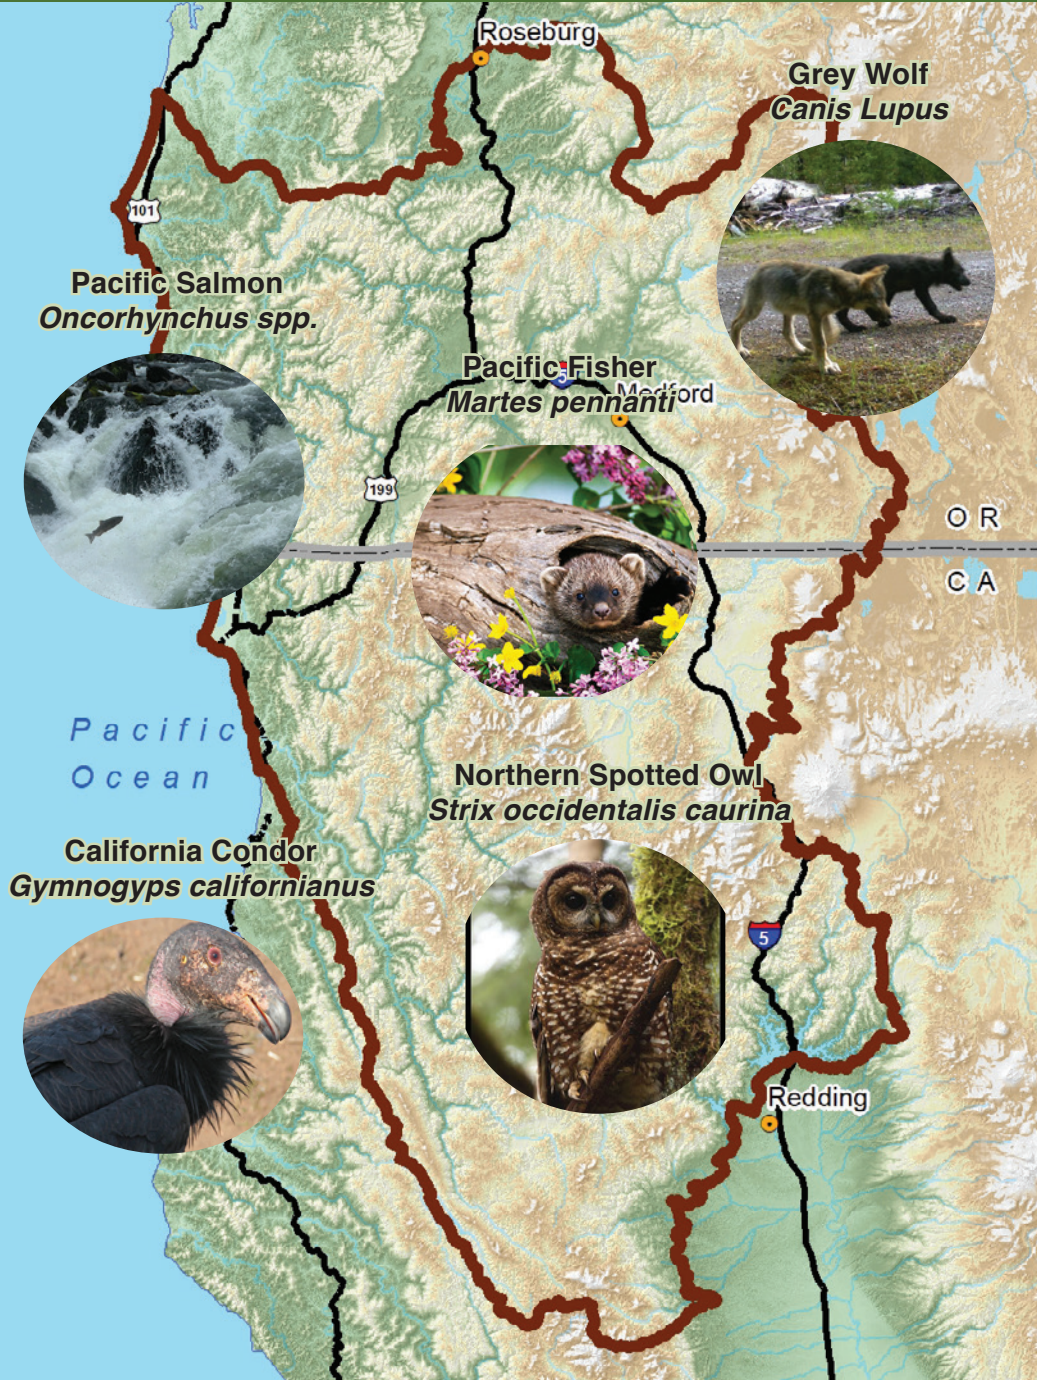 Roseburg
Grey Wolf
Canis Lupus
101
Pacific Salmon
Oncorhynchus spp.
Pacific Fisher
5
Medford
Martes pennanti
199
O R
C A
Pacific
Ocean
Northern Spotted Owl
Strix occidentalis caurina
California Condor
Gymnogyps californianus
5
Redding